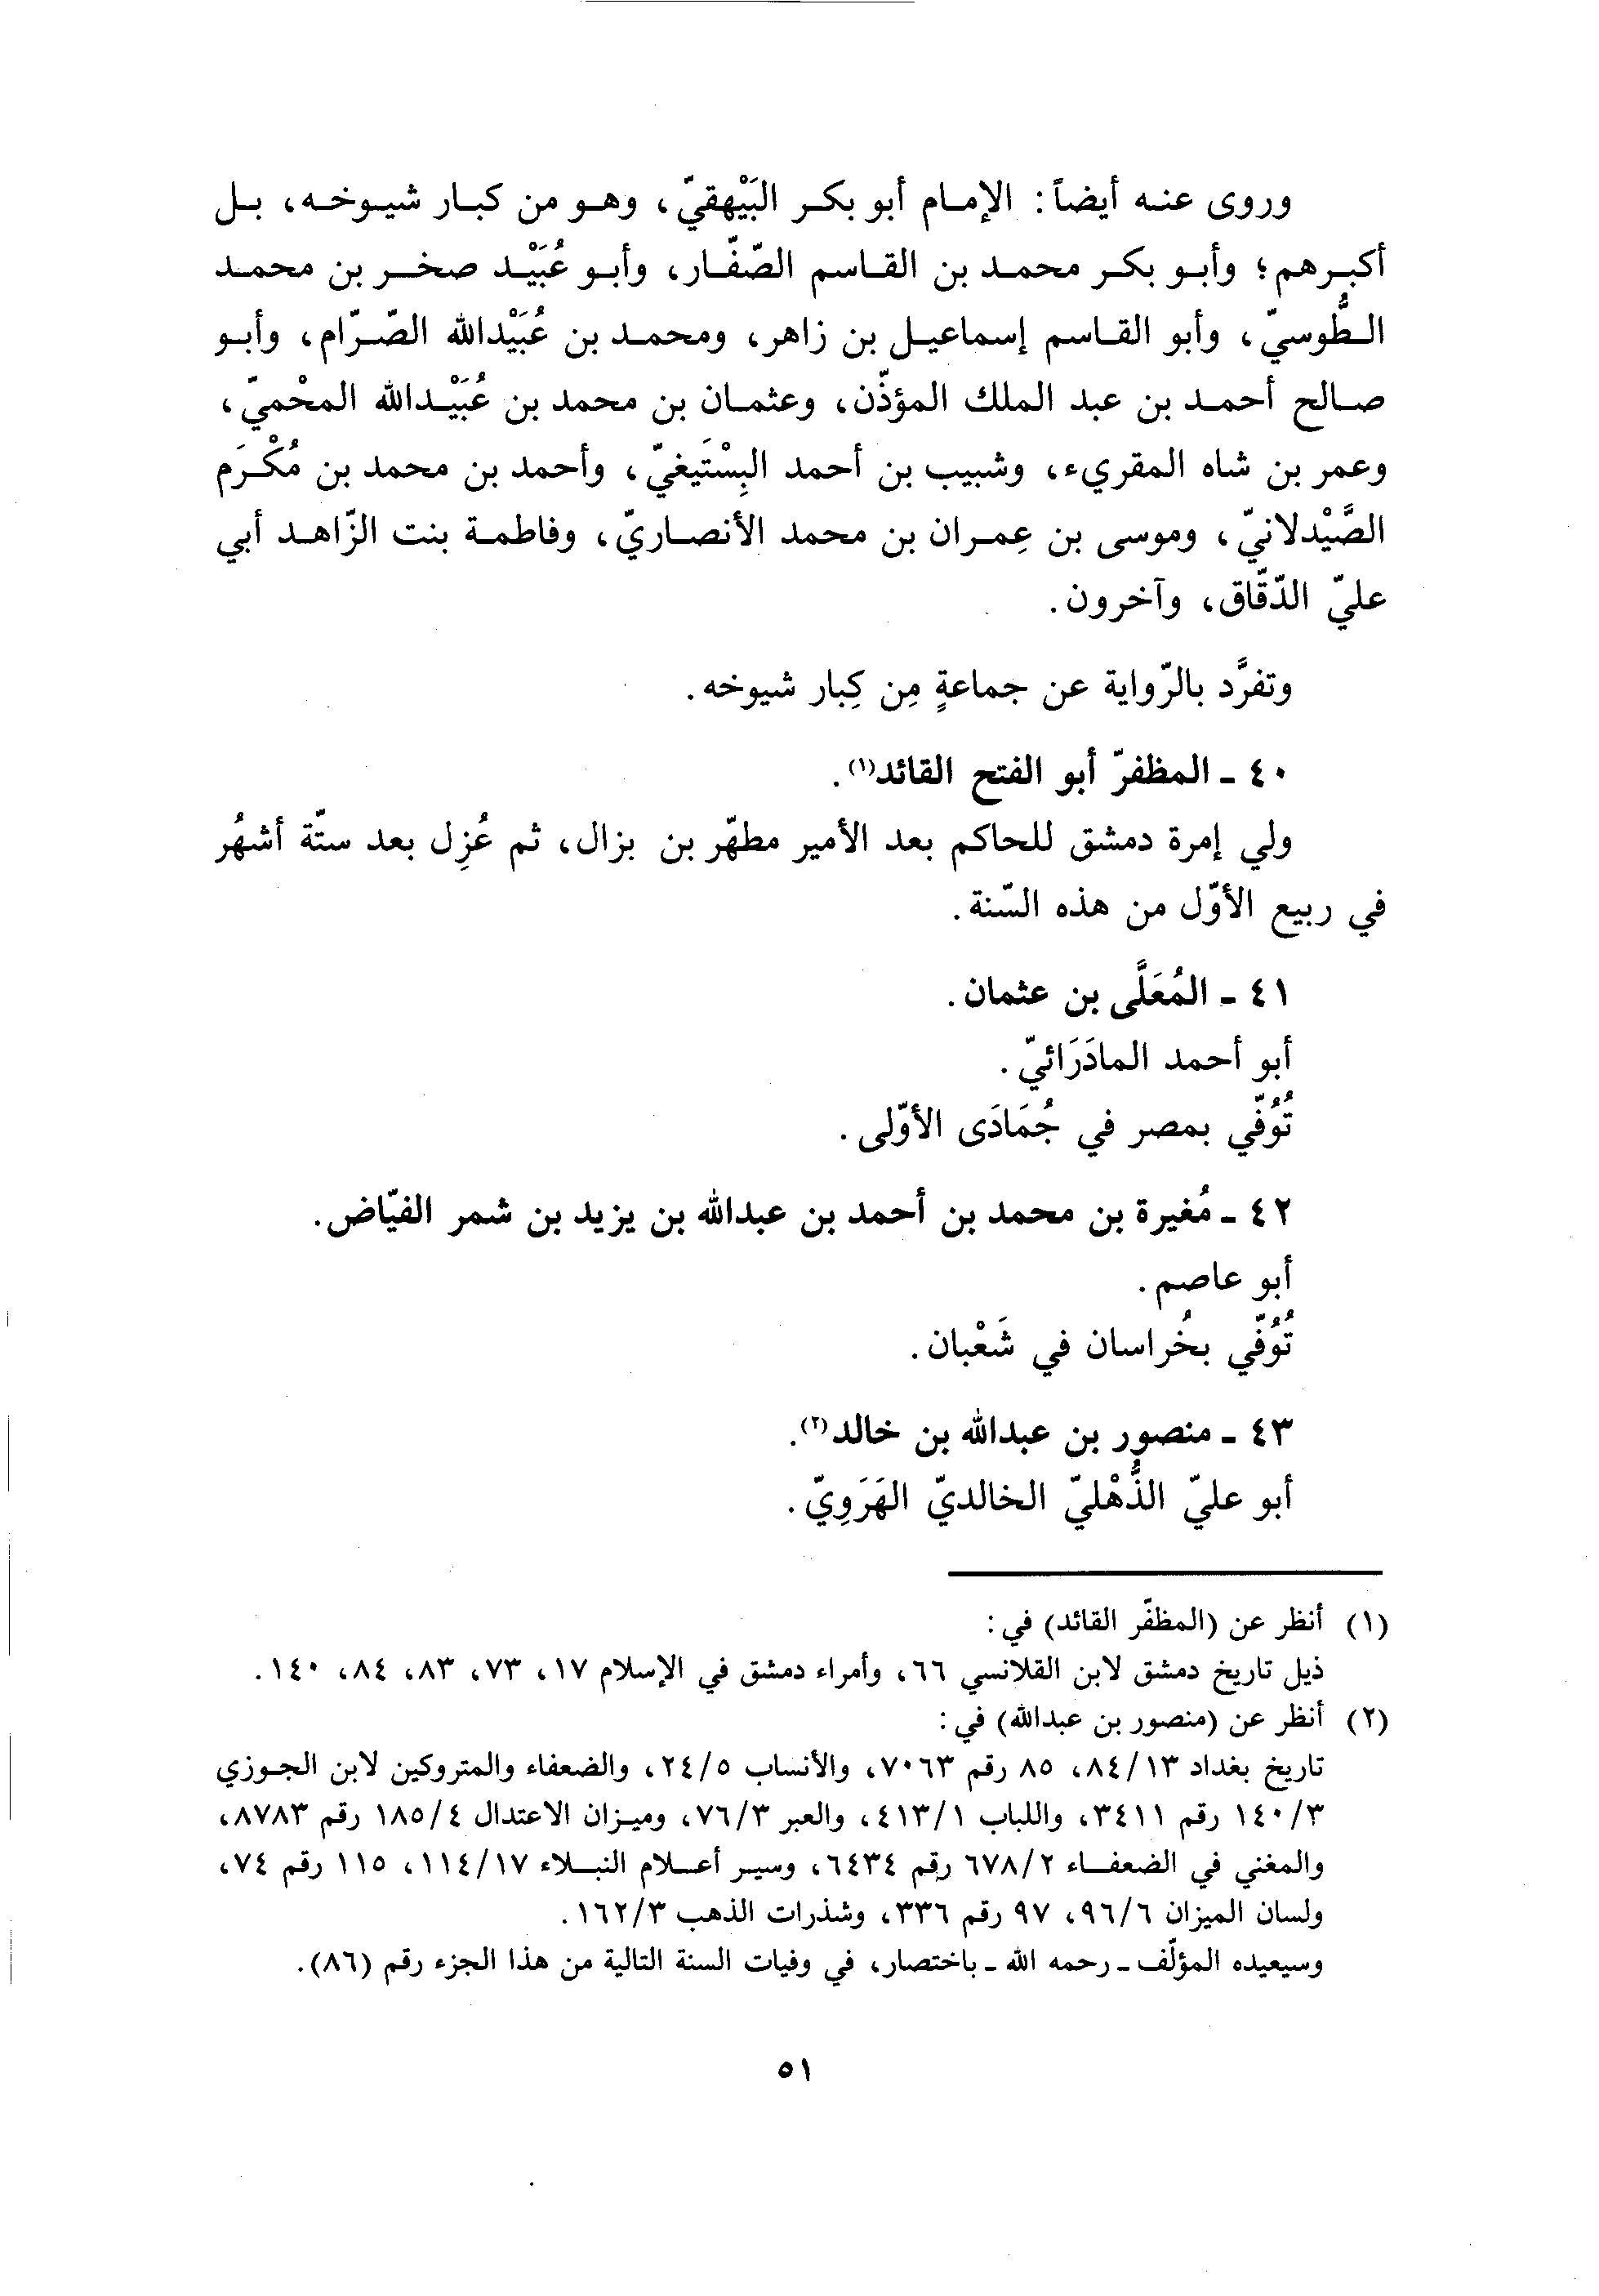 وروى عنه أيضاً: الإمام أبو بكر البَيْهقيّ، وهو من كبار شيوخه، بل
أكبرهم؛ وأبو بكر محمد بن القاسم الصّفّار، وأبو عُبَيْد صخر بن محمد
الطُّوسيّ، وأبو القاسم إسماعيل بن زاهر، ومحمد بن عُبَيْدالله الصّرّام، وأبو
صالح أحمد بن عبد الملك المؤذّن، وعثمان بن محمد بن عُبَيْدالله المحْميّ،
وعمر بن شاه المقريء، وشبيب بن أحمد البِسْتَيغيّ، وأحمد بن محمد بن مُكْرَم
الصَّيْدلانيّ، وموسى بن عِمران بن محمد الأنصاريّ، وفاطمة بنت الزّاهد أبي
عليّ الدّقّاق، وآخرون.
وتفرَّد بالرّواية عن جماعةٍ مِن كِبار شيوخه.
٤٠ - المظفرّ أبو الفتح القائد(١).
ولي إمرة دمشق للحاكم بعد الأمير مطهّر بن بزال، ثم عُزِل بعد ستّة أشهُر
في ربيع الأوّل من هذه السّنة.
٤١ - المُعَلَّى بن عثمان.
أبو أحمد المادَرَائيّ.
تُوُفّي بمصر في جُمَادَى الأوّلى.
٤٢ - مُغيرة بن محمد بن أحمد بن عبدالله بن يزيد بن شمر الفيّاض.
أبو عاصم.
تُوُفّي بخُراسان في شَعْبان.
٤٣ - منصور بن عبدالله بن خالد(٢).
أبو عليّ الذُّهْليّ الخالديّ الهَرَوِيّ.
(١) أنظر عن (المظفّر القائد) في:
ذيل تاريخ دمشق لابن القلانسي ٦٦، وأمراء دمشق في الإسلام ١٧، ٧٣، ٨٣، ٨٤، ١٤٠.
(٢) أنظر عن (منصور بن عبدالله) في:
تاريخ بغداد ٨٤/١٣، ٨٥ رقم ٧٠٦٣، والأنساب ٢٤/٥، والضعفاء والمتروكين لابن الجوزي
١٤٠/٣ رقم ٣٤١١، واللباب ٤١٣/١، والعبر ٧٦/٣، وميزان الاعتدال ١٨٥/٤ رقم ٨٧٨٣،
والمغني في الضعفاء ٦٧٨/٢ رقم ٦٤٣٤، وسير أعلام النبلاء ١١٤/١٧، ١١٥ رقم ٧٤،
ولسان الميزان ٩٦/٦، ٩٧ رقم ٣٣٦، وشذرات الذهب ١٦٢/٣.
وسيعيده المؤلّف - رحمه الله - باختصار، في وفيات السنة التالية من هذا الجزء رقم (٨٦).
٥١